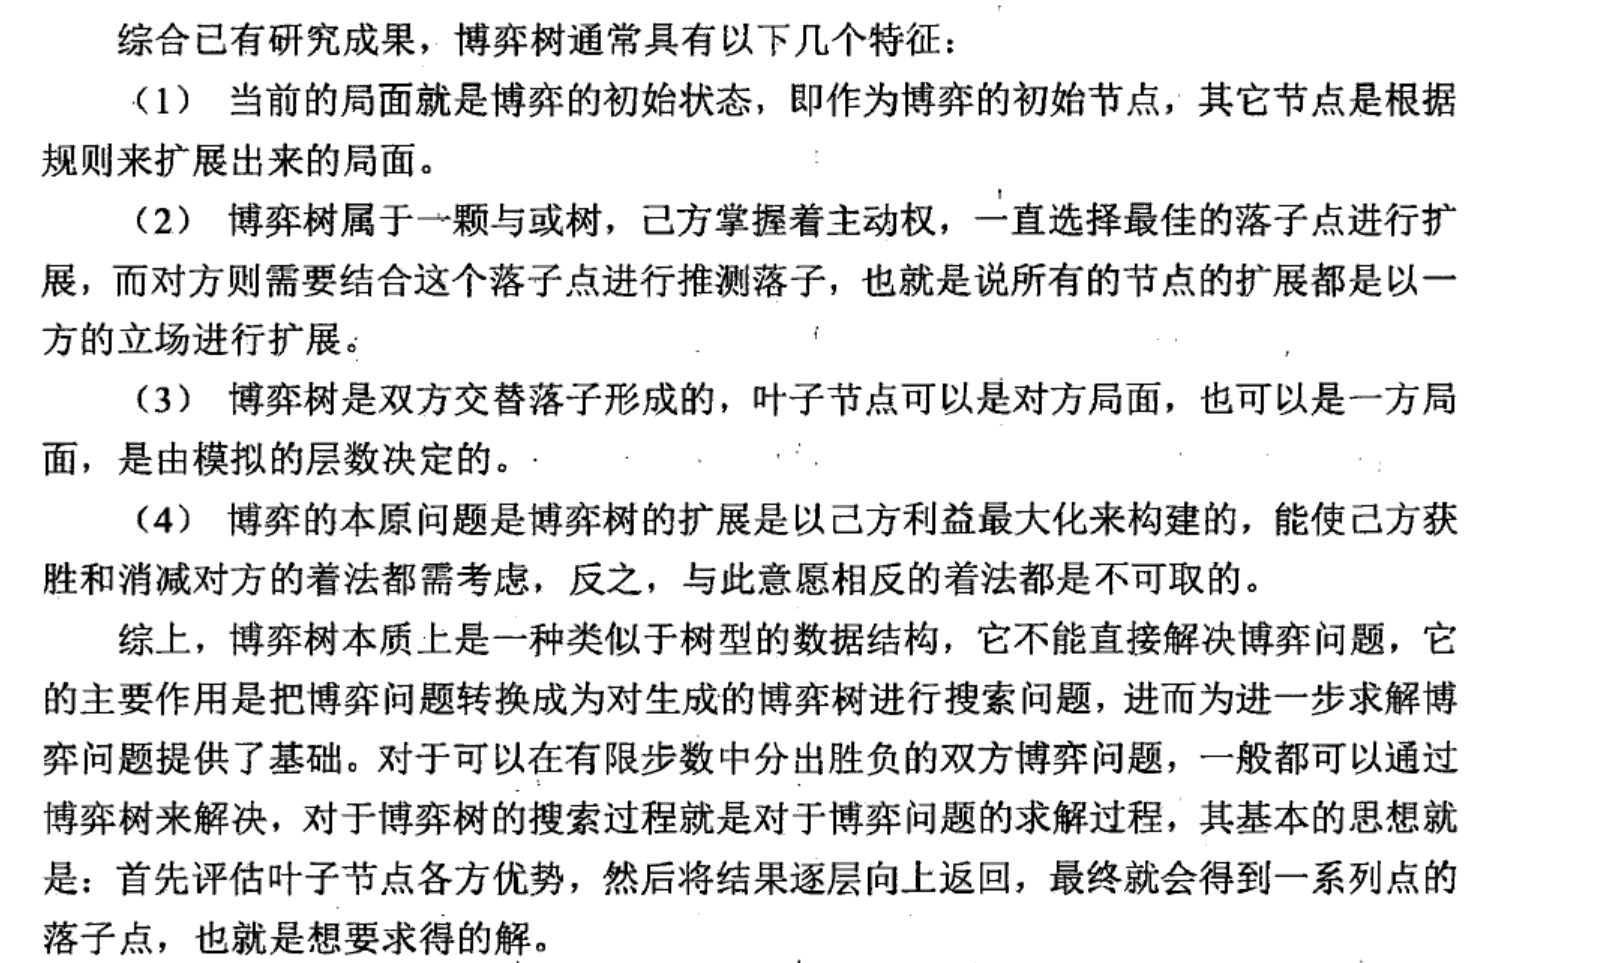 综合已有研究成果，博弈树通常具有以下几个特征：
（1） 当前的局面就是博弈的初始状态，即作为博弈的初始节点，其它节点是根据
规则来扩展出来的局面。
（2） 博弈树属于一颗与或树，己方掌握着主动权，一直选择最佳的落子点进行扩
展，而对方则需要结合这个落子点进行推测落子，也就是说所有的节点的扩展都是以一
方的立场进行扩展。
（3） 博弈树是双方交替落子形成的，叶子节点可以是对方局面，也可以是一方局
面，是由模拟的层数决定的。
（4） 博弈的本原问题是博弈树的扩展是以己方利益最大化来构建的，能使己方获
胜和消减对方的着法都需考虑，反之，与此意愿相反的着法都是不可取的。
综上，博弈树本质上是一种类似于树型的数据结构，它不能直接解决博弈问题，它
的主要作用是把博弈问题转换成为对生成的博弈树进行搜索问题，进而为进一步求解博
弈问题提供了基础。对于可以在有限步数中分出胜负的双方博弈问题，一般都可以通过
博弈树来解决，对于博弈树的搜索过程就是对于博弈问题的求解过程，其基本的思想就
是：首先评估叶子节点各方优势，然后将结果逐层向上返回，最终就会得到一系列点的
落子点，也就是想要求得的解。